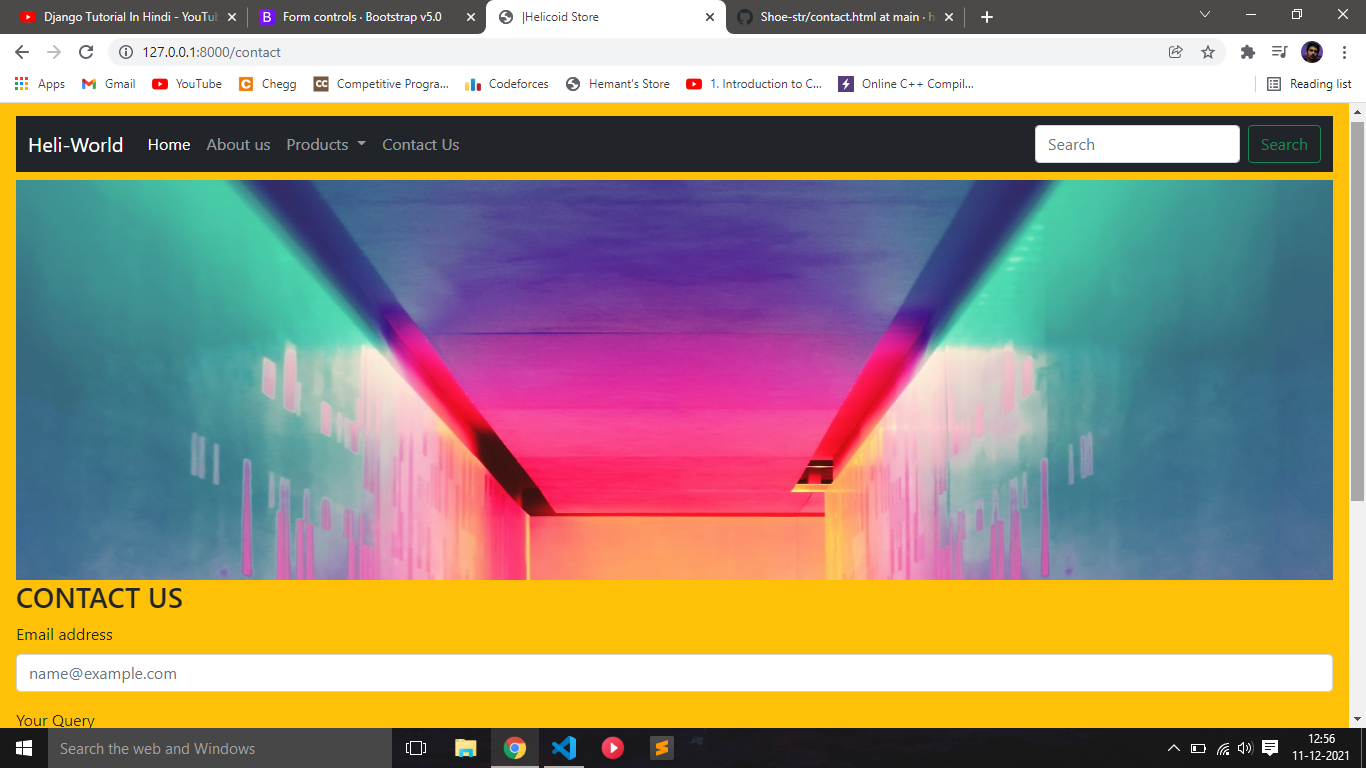 Django Tutorial In Hindi - YouTu
Form controls · Bootstrap v5.0
|Helicoid Store
Shoe-str/contact.html at main · h
127.0.0.1:8000/contact
Apps
Gmail
YouTube
Chegg
CC
Competitive Progra...
Codeforces
Hemant's Store
1. Introduction to C...
Online C++ Compil...
Reading list
Heli-World
Home
About us
Products
Contact Us
Search
Search
CONTACT US
Email address
name@example.com
Your Query
Search the web and Windows
12:56
11-12-2021